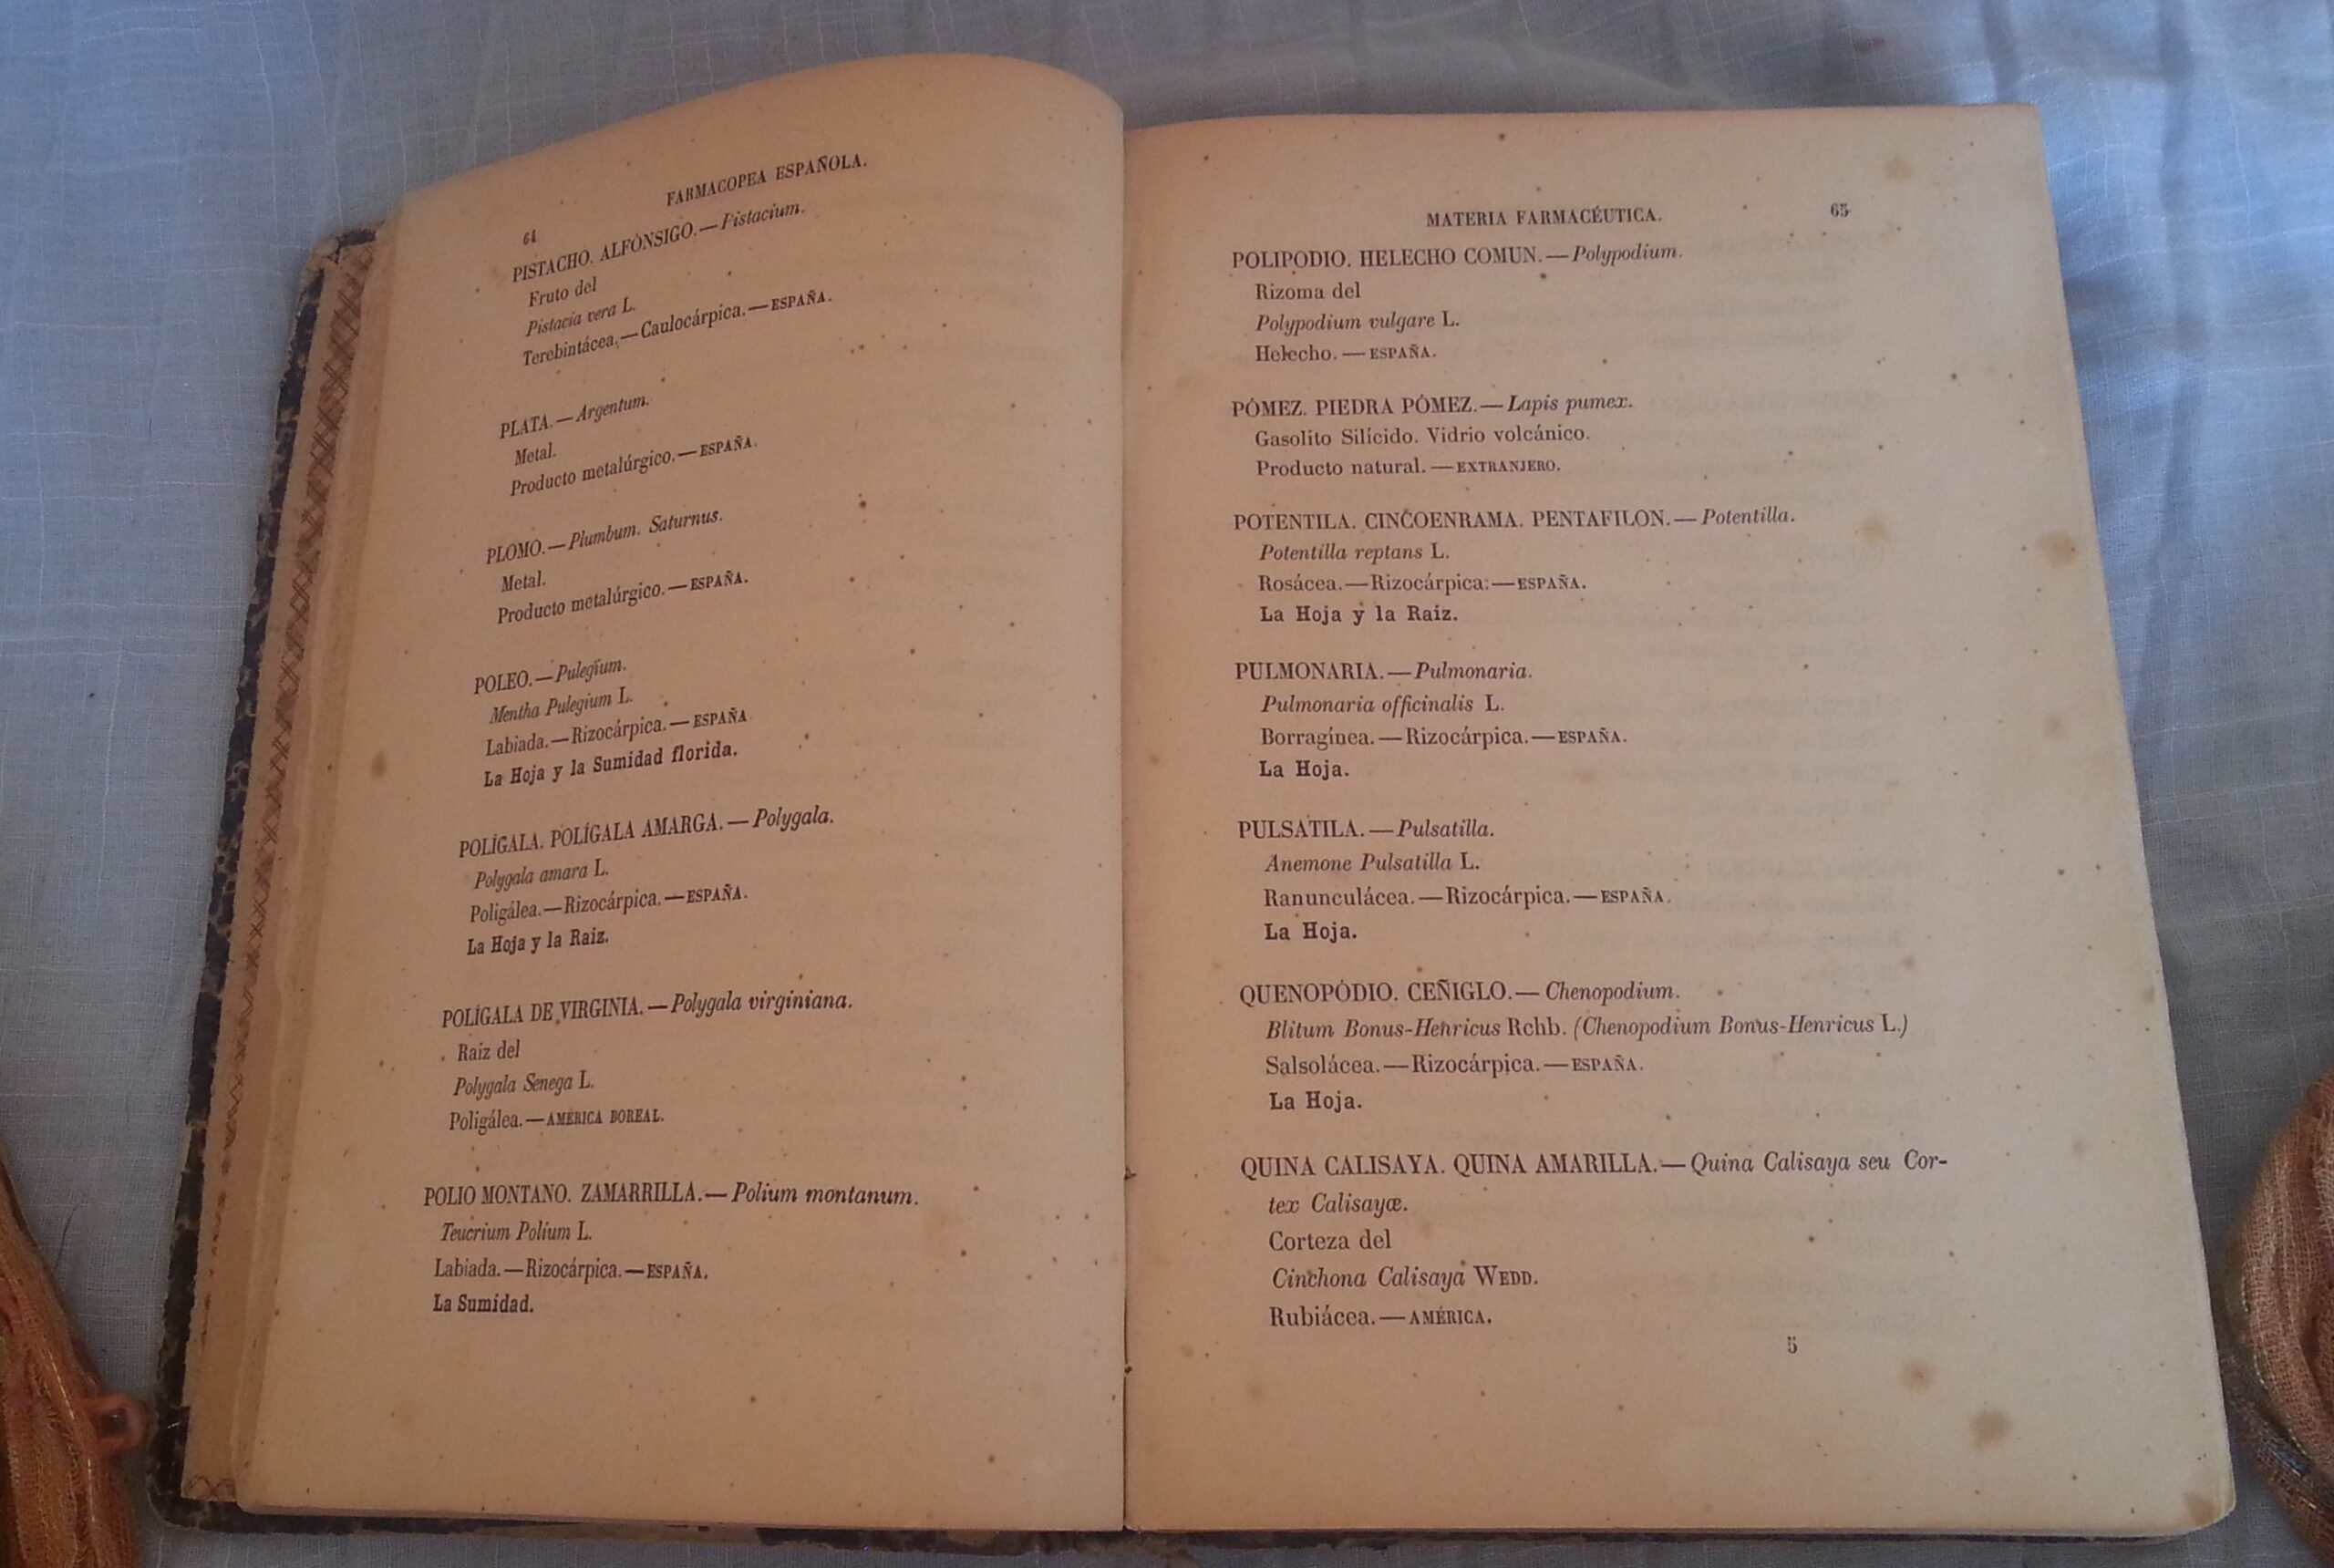 64
FARMACOPEA ESPAÑOLA.
PISTACHO. ALFÓNSIGO.—Pistacium.
Fruto del
Pistacia vera L.
Terebintácea.—Caulocárpica.—ESPAÑA.
PLATA.—Argentum.
Metal.
Producto metalúrgico.—ESPAÑA.
PLOMO.—Plumbum. Saturnus.
Metal.
Producto metalúrgico.—ESPAÑA.
POLEO.—Pulegium.
Mentha Pulegium L.
Labiada.—Rizocárpica.—ESPAÑA
La Hoja y la Sumidad florida.
POLÍGALA. POLÍGALA AMARGA.—Polygala.
Polygala amara L.
Poligálea.—Rizocárpica.—ESPAÑA.
La Hoja y la Raiz.
POLÍGALA DE VIRGINIA.—Polygala virginiana.
Raiz del
Polygala Senega L.
Poligálea.—AMÉRICA BOREAL.
POLIO MONTANO. ZAMARRILLA.—Polium montanum.
Teucrium Polium L.
Labiada.—Rizocárpica.—ESPAÑA.
La Sumidad.
MATERIA FARMACÉUTICA.
65
POLIPODIO. HELECHO COMUN.—Polypodium.
Rizoma del
Polypodium vulgare L.
Helecho.—ESPAÑA.
PÓMEZ. PIEDRA PÓMEZ.—Lapis pumex.
Gasolito Silícido. Vidrio volcánico.
Producto natural.—EXTRANJERO.
POTENTILA. CINCOENRAMA. PENTAFILON.—Potentilla.
Potentilla reptans L.
Rosácea.—Rizocárpica.—ESPAÑA.
La Hoja y la Raiz.
PULMONARIA.—Pulmonaria.
Pulmonaria officinalis L.
Borragínea.—Rizocárpica.—ESPAÑA.
La Hoja.
PULSATILA.—Pulsatilla.
Anemone Pulsatilla L.
Ranunculácea.—Rizocárpica.—ESPAÑA.
La Hoja.
QUENOPÓDIO. CEÑIGLO.—Chenopodium.
Blitum Bonus-Henricus Rchb. (Chenopodium Bonus-Henricus L.)
Salsolácea.—Rizocárpica.—ESPAÑA.
La Hoja.
QUINA CALISAYA. QUINA AMARILLA.—Quina Calisaya seu Cor-
tex Calisayæ.
Corteza del
Cinchona Calisaya WEDD.
Rubiácea.—AMÉRICA.
5